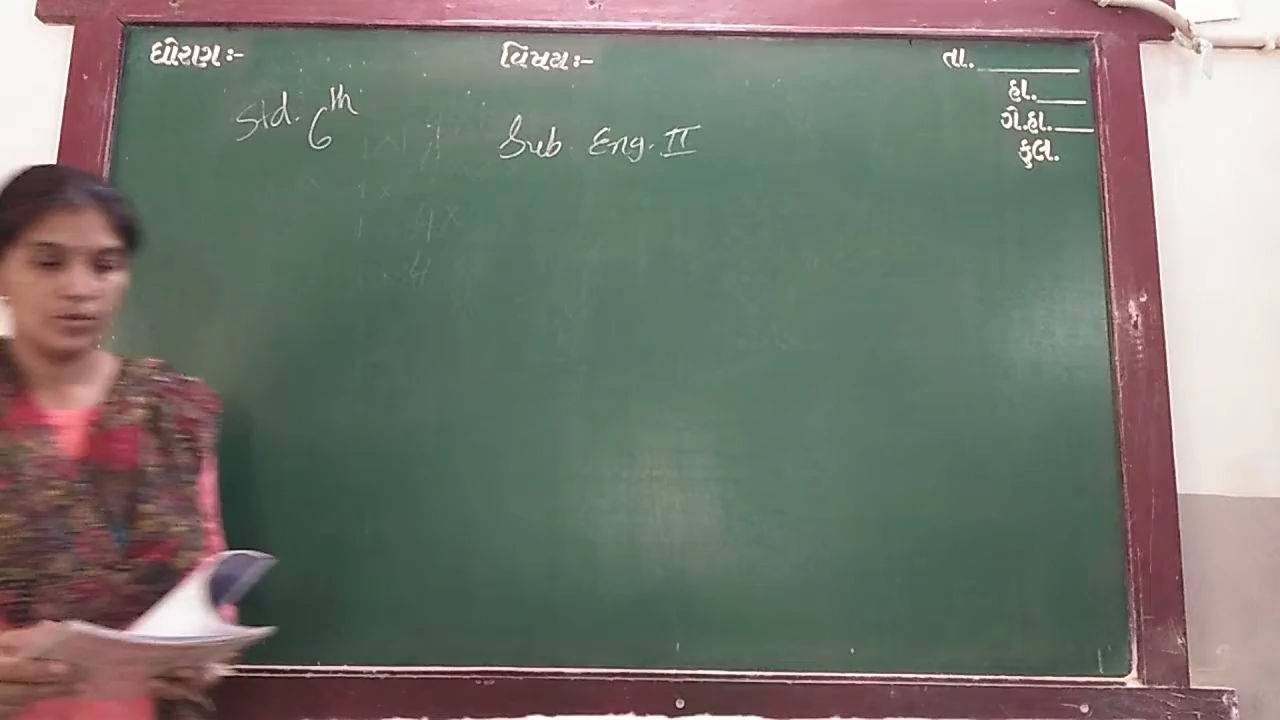 ધોરણ:- વિષય:- તા.
હા.
ગે.હા.
કુલ.
Std. 6th
Sub Eng. II